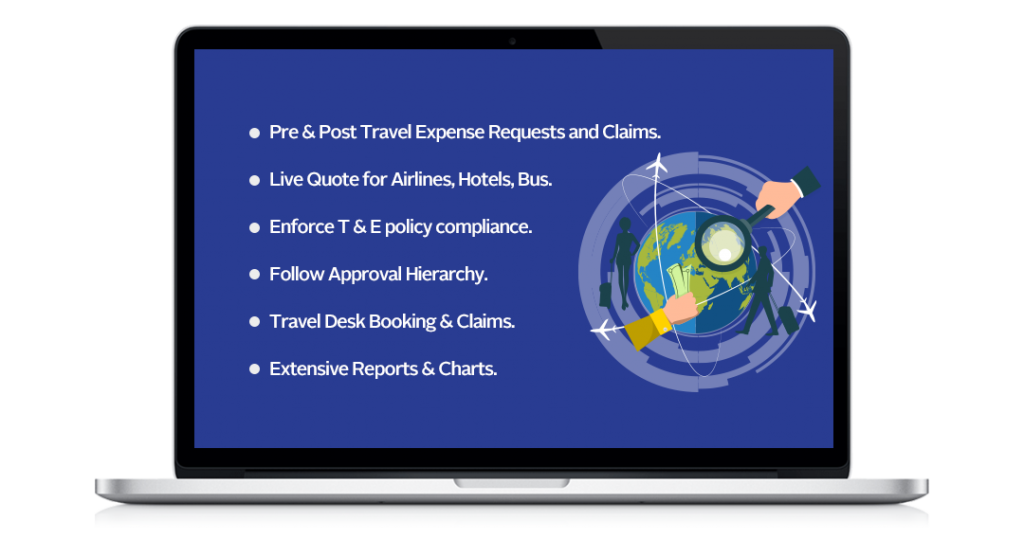 Pre & Post Travel Expense Requests and Claims.
Live Quote for Airlines, Hotels, Bus.
Enforce T & E policy compliance.
Follow Approval Hierarchy.
Travel Desk Booking & Claims.
Extensive Reports & Charts.